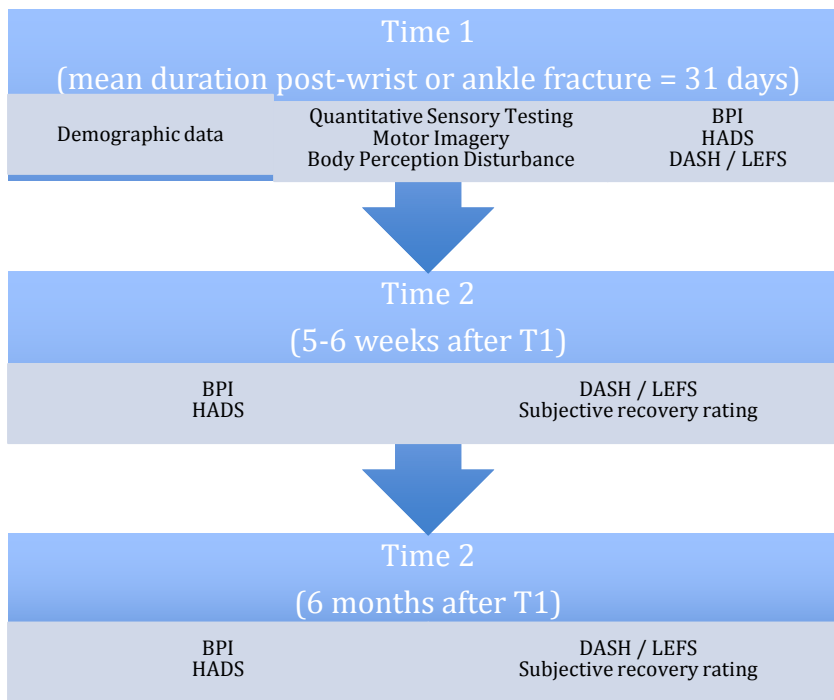 Time 1
(mean duration post-wrist or ankle fracture = 31 days)
Demographic data
Quantitative Sensory Testing
Motor Imagery
Body Perception Disturbance
BPI
HADS
DASH / LEFS
Time 2
(5-6 weeks after T1)
BPI
HADS
DASH / LEFS
Subjective recovery rating
Time 2
(6 months after T1)
BPI
HADS
DASH / LEFS
Subjective recovery rating